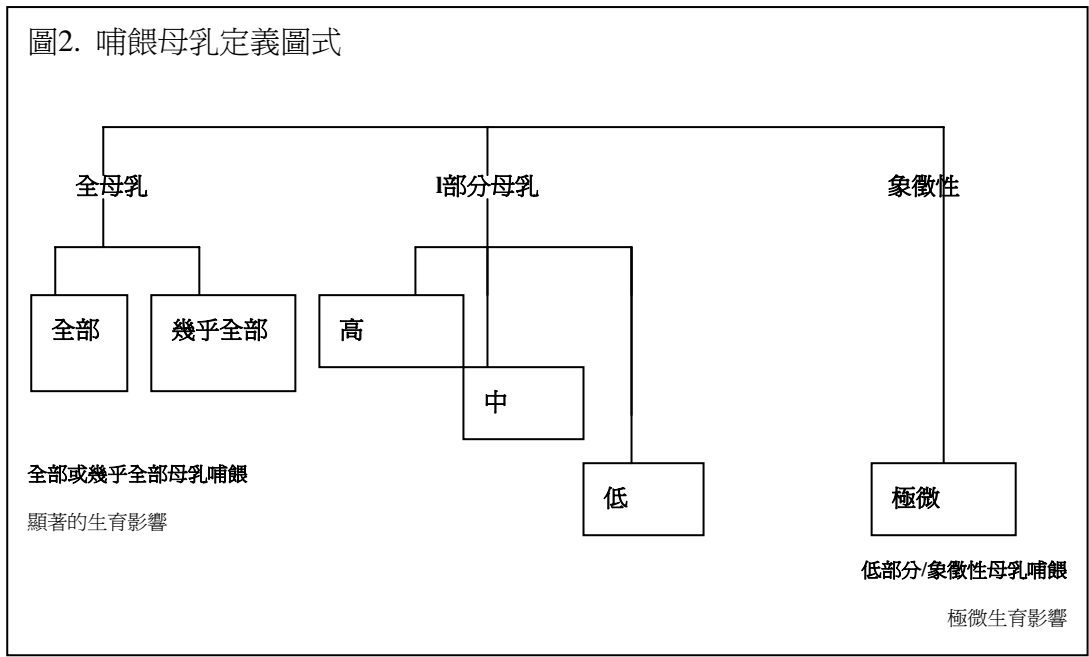 圖2. 哺餵母乳定義圖式
全母乳
l部分母乳
象徵性
全部
幾乎全部
高
中
低
極微
全部或幾乎全部母乳哺餵
顯著的生育影響
低部分/象徵性母乳哺餵
極微生育影響